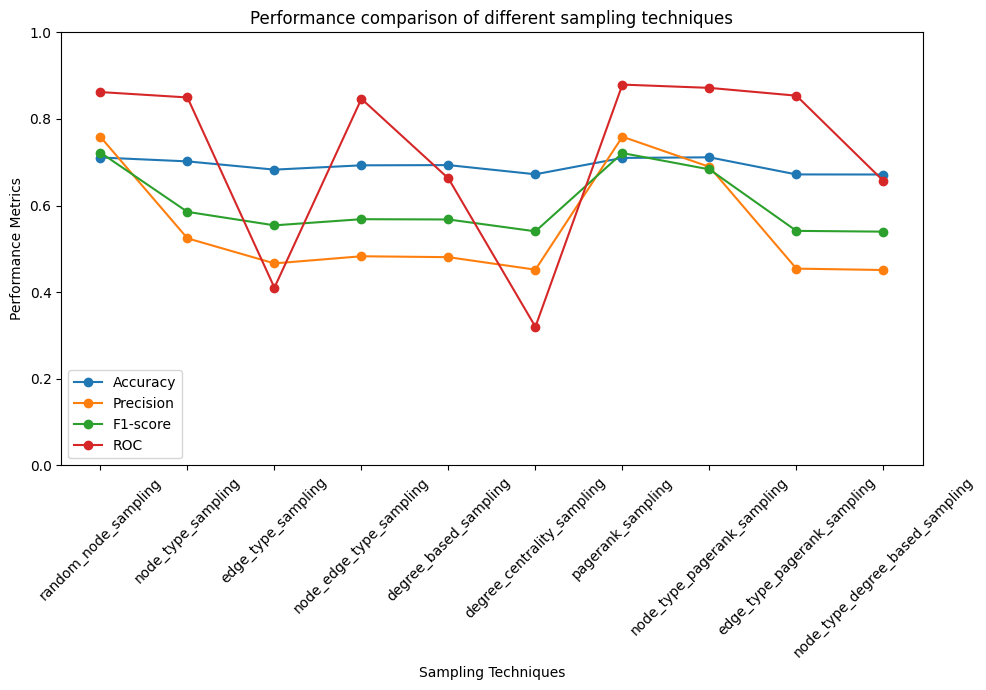 Performance comparison of different sampling techniques
Performance Metrics
1.0
0.8
0.6
0.4
0.2
0.0
Accuracy
Precision
F1-score
ROC
random_node_sampling
node_type_sampling
edge_type_sampling
node_edge_type_sampling
degree_based_sampling
degree_centrality_sampling
pagerank_sampling
node_type_pagerank_sampling
edge_type_pagerank_sampling
node_type_degree_based_sampling
Sampling Techniques